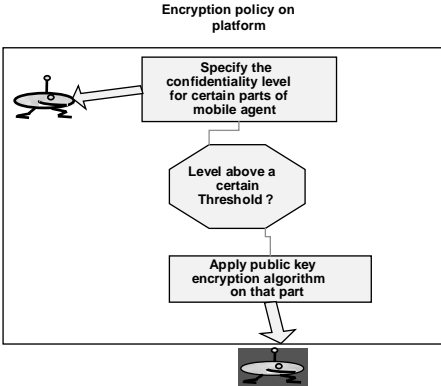 Encryption policy on
platform
Specify the
confidentiality level
for certain parts of
mobile agent
Level above a
certain
Threshold ?
Apply public key
encryption algorithm
on that part